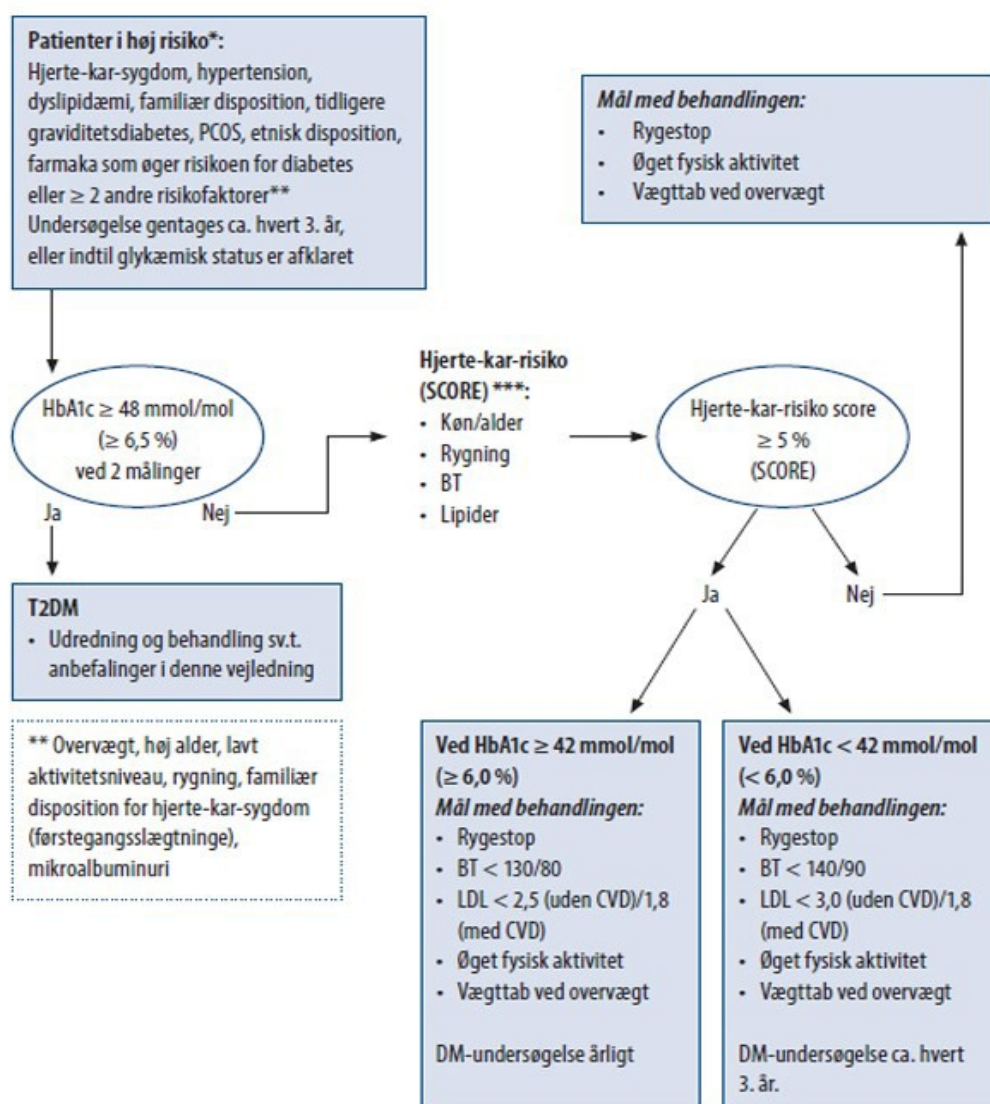 Patienter i høj risiko*:
Hjerte-kar-sygdom, hypertension,
dyslipidæmi, familiær disposition, tidligere
graviditetsdiabetes, PCOS, etnisk disposition,
farmaka som øger risikoen for diabetes
eller ≥ 2 andre risikofaktorer**
Undersøgelse gentages ca. hvert 3. år,
eller indtil glykæmisk status er afklaret
Mål med behandlingen:
• Rygestop
• Øget fysisk aktivitet
• Vægttab ved overvægt
HbA1c ≥ 48 mmol/mol
(≥ 6,5 %)
ved 2 målinger
Ja
Nej
Hjerte-kar-risiko
(SCORE) ***:
• Køn/alder
• Rygning
• BT
• Lipider
Hjerte-kar-risiko score
≥ 5 %
(SCORE)
Ja
Nej
T2DM
• Udredning og behandling sv.t.
anbefalinger i denne vejledning
** Overvægt, høj alder, lavt
aktivitetsniveau, rygning, familiær
disposition for hjerte-kar-sygdom
(førstegangsslægtninge),
mikroalbuminuri
Ved HbA1c ≥ 42 mmol/mol
(≥ 6,0 %)
Mål med behandlingen:
• Rygestop
• BT < 130/80
• LDL < 2,5 (uden CVD)/1,8
(med CVD)
• Øget fysisk aktivitet
• Vægttab ved overvægt
DM-undersøgelse årligt
Ved HbA1c < 42 mmol/mol
(< 6,0 %)
Mål med behandlingen:
• Rygestop
• BT < 140/90
• LDL < 3,0 (uden CVD)/1,8
(med CVD)
• Øget fysisk aktivitet
• Vægttab ved overvægt
DM-undersøgelse ca. hvert
3. år.